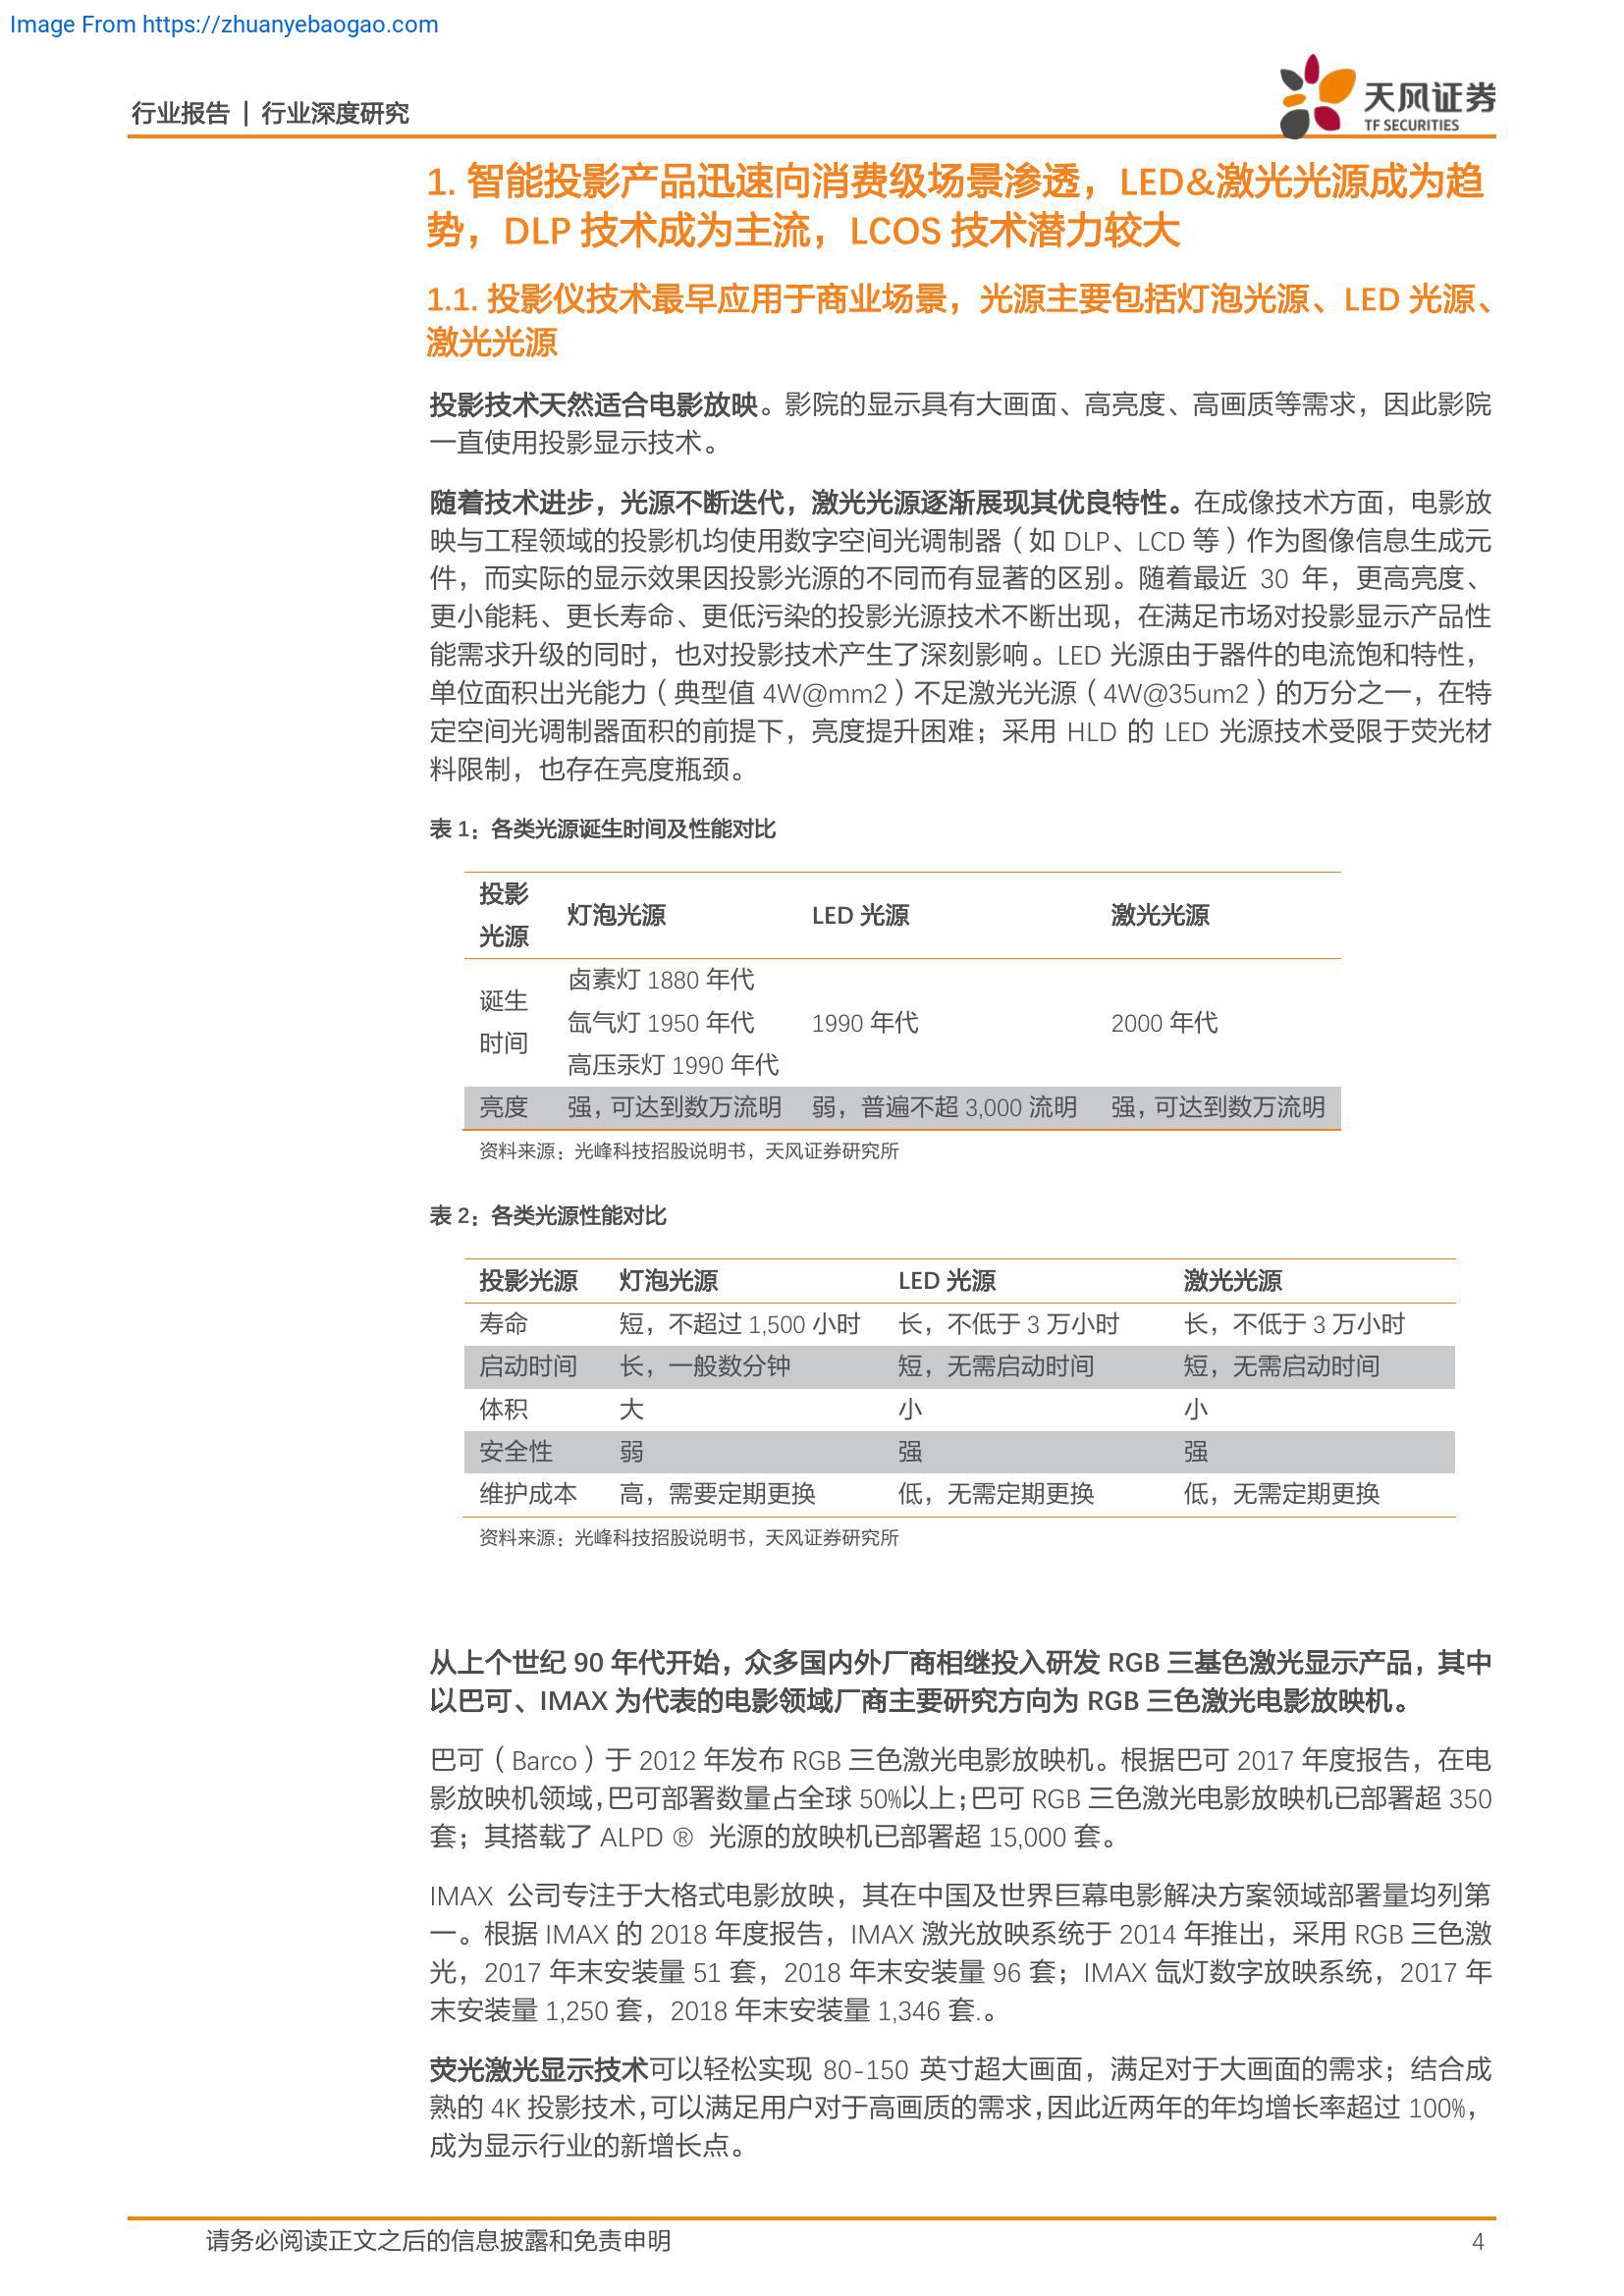 Image From https://zhuanyebaogao.com
行业报告 | 行业深度研究
天风证券
TF SECURITIES
1. 智能投影产品迅速向消费级场景渗透，LED&激光光源成为趋
势，DLP 技术成为主流，LCOS 技术潜力较大
1.1. 投影仪技术最早应用于商业场景，光源主要包括灯泡光源、LED 光源、
激光光源
投影技术天然适合电影放映。影院的显示具有大画面、高亮度、高画质等需求，因此影院
一直使用投影显示技术。
随着技术进步，光源不断迭代，激光光源逐渐展现其优良特性。在成像技术方面，电影放
映与工程领域的投影机均使用数字空间光调制器（如 DLP、LCD 等）作为图像信息生成元
件，而实际的显示效果因投影光源的不同而有显著的区别。随着最近 30 年，更高亮度、
更小能耗、更长寿命、更低污染的投影光源技术不断出现，在满足市场对投影显示产品性
能需求升级的同时，也对投影技术产生了深刻影响。LED 光源由于器件的电流饱和特性，
单位面积出光能力（典型值 4W@mm2）不足激光光源（4W@35um2）的万分之一，在特
定空间光调制器面积的前提下，亮度提升困难；采用 HLD 的 LED 光源技术受限于荧光材
料限制，也存在亮度瓶颈。
表 1：各类光源诞生时间及性能对比
投影光源 灯泡光源 LED 光源 激光光源
诞生时间 卤素灯 1880 年代
氙气灯 1950 年代 1990 年代 2000 年代
高压汞灯 1990 年代
亮度 强，可达到数万流明 弱，普遍不超 3,000 流明 强，可达到数万流明
资料来源：光峰科技招股说明书，天风证券研究所
表 2：各类光源性能对比
投影光源 灯泡光源 LED 光源 激光光源
寿命 短，不超过 1,500 小时 长，不低于 3 万小时 长，不低于 3 万小时
启动时间 长，一般数分钟 短，无需启动时间 短，无需启动时间
体积 大 小 小
安全性 弱 强 强
维护成本 高，需要定期更换 低，无需定期更换 低，无需定期更换
资料来源：光峰科技招股说明书，天风证券研究所
从上个世纪 90 年代开始，众多国内外厂商相继投入研发 RGB 三基色激光显示产品，其中
以巴可、IMAX 为代表的电影领域厂商主要研究方向为 RGB 三色激光电影放映机。
巴可（Barco）于 2012 年发布 RGB 三色激光电影放映机。根据巴可 2017 年度报告，在电
影放映机领域，巴可部署数量占全球 50%以上；巴可 RGB 三色激光电影放映机已部署超 350
套；其搭载了 ALPD ® 光源的放映机已部署超 15,000 套。
IMAX 公司专注于大格式电影放映，其在中国及世界巨幕电影解决方案领域部署量均列第
一。根据 IMAX 的 2018 年度报告，IMAX 激光放映系统于 2014 年推出，采用 RGB 三色激
光，2017 年末安装量 51 套，2018 年末安装量 96 套；IMAX 氙灯数字放映系统，2017 年
末安装量 1,250 套，2018 年末安装量 1,346 套.。
荧光激光显示技术可以轻松实现 80-150 英寸超大画面，满足对于大画面的需求；结合成
熟的 4K 投影技术，可以满足用户对于高画质的需求，因此近两年的年均增长率超过 100%，
成为显示行业的新增长点。
请务必阅读正文之后的信息披露和免责申明 4